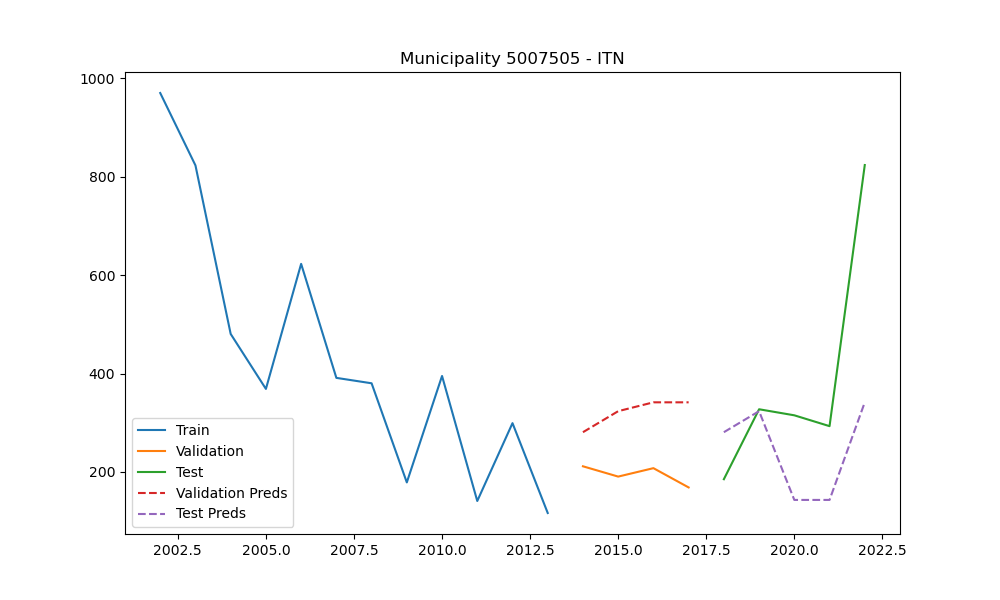 Municipality 5007505 - ITN
1000
800
600
400
200
Train
Validation
Test
Validation Preds
Test Preds
2002.5 2005.0 2007.5 2010.0 2012.5 2015.0 2017.5 2020.0 2022.5